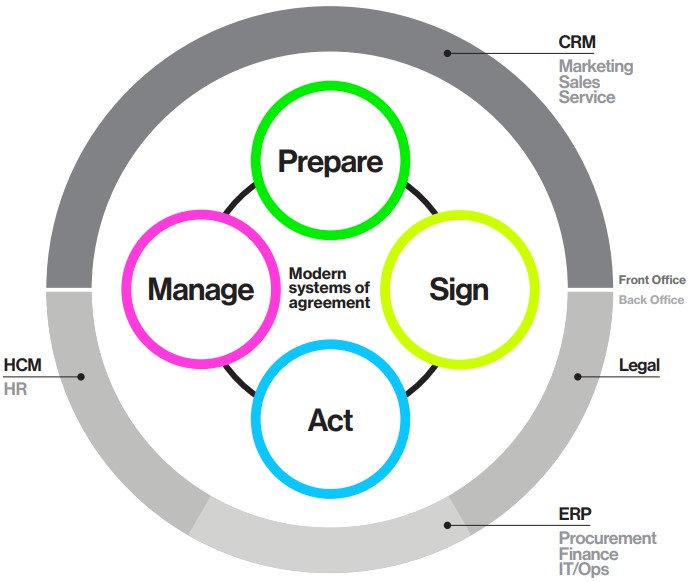 CRM
Marketing
Sales
Service
Prepare
Manage
Modern
systems of
agreement
Sign
Front Office
Back Office
HCM
HR
Legal
Act
ERP
Procurement
Finance
IT/Ops